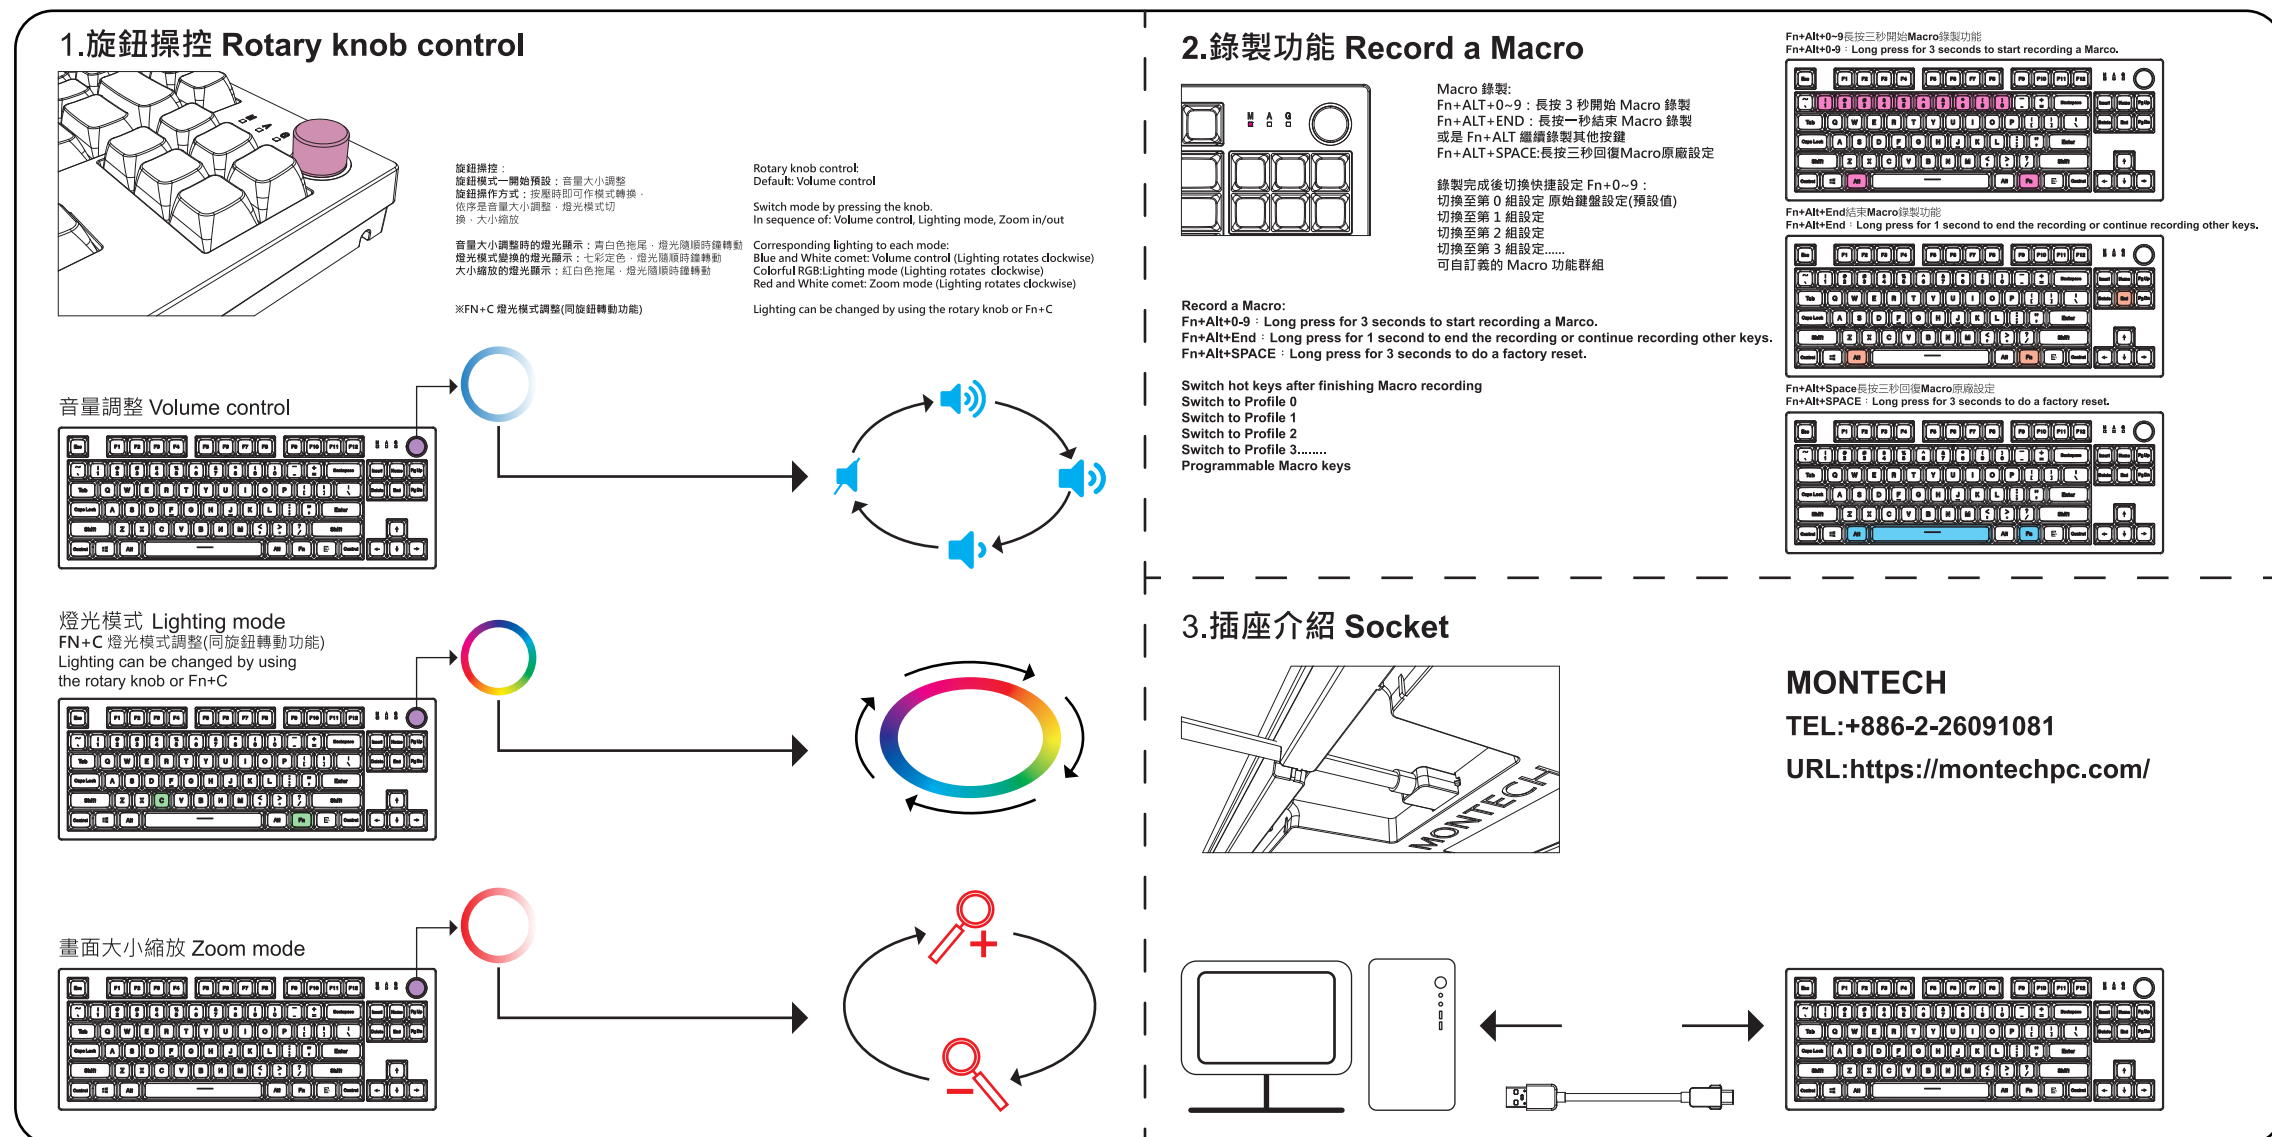 1.旋鈕操控 Rotary knob control
旋鈕操控：
旋鈕模式一開始預設：音量大小調整
旋鈕操作方式：按壓時即可作模式轉換，
依序是音量大小調整、燈光模式切
換、大小縮放
音量大小調整時的燈光顯示：青白色拖尾，燈光隨順時鐘轉動
燈光模式變換的燈光顯示：七彩定色，燈光隨順時鐘轉動
大小縮放的燈光顯示：紅白色拖尾，燈光隨順時鐘轉動
※FN+C 燈光模式調整(同旋鈕轉動功能)
Rotary knob control:
Default: Volume control
Switch mode by pressing the knob.
In sequence of: Volume control, Lighting mode, Zoom in/out
Corresponding lighting to each mode:
Blue and White comet: Volume control (Lighting rotates clockwise)
Colorful RGB:Lighting mode (Lighting rotates clockwise)
Red and White comet: Zoom mode (Lighting rotates clockwise)
Lighting can be changed by using the rotary knob or Fn+C
音量調整 Volume control
燈光模式 Lighting mode
FN+C 燈光模式調整(同旋鈕轉動功能)
Lighting can be changed by using
the rotary knob or Fn+C
畫面大小縮放 Zoom mode
2.錄製功能 Record a Macro
M A G
Macro 錄製:
Fn+ALT+0~9：長按 3 秒開始 Macro 錄製
Fn+ALT+END：長按一秒結束 Macro 錄製
或是 Fn+ALT 繼續錄製其他按鍵
Fn+ALT+SPACE:長按三秒回復Macro原廠設定
錄製完成後切換快捷設定 Fn+0~9：
切換至第 0 組設定 原始鍵盤設定(預設值)
切換至第 1 組設定
切換至第 2 組設定
切換至第 3 組設定......
可自訂義的 Macro 功能群組
Record a Macro:
Fn+Alt+0-9：Long press for 3 seconds to start recording a Marco.
Fn+Alt+End：Long press for 1 second to end the recording or continue recording other keys.
Fn+Alt+SPACE：Long press for 3 seconds to do a factory reset.
Switch hot keys after finishing Macro recording
Switch to Profile 0
Switch to Profile 1
Switch to Profile 2
Switch to Profile 3........
Programmable Macro keys
Fn+Alt+0~9長按三秒開始Macro錄製功能
Fn+Alt+0-9：Long press for 3 seconds to start recording a Marco.
Fn+Alt+End結束Macro錄製功能
Fn+Alt+End：Long press for 1 second to end the recording or continue recording other keys.
Fn+Alt+Space長按三秒回復Macro原廠設定
Fn+Alt+SPACE：Long press for 3 seconds to do a factory reset.
3.插座介紹 Socket
MONTECH
MONTECH
TEL:+886-2-26091081
URL:https://montechpc.com/